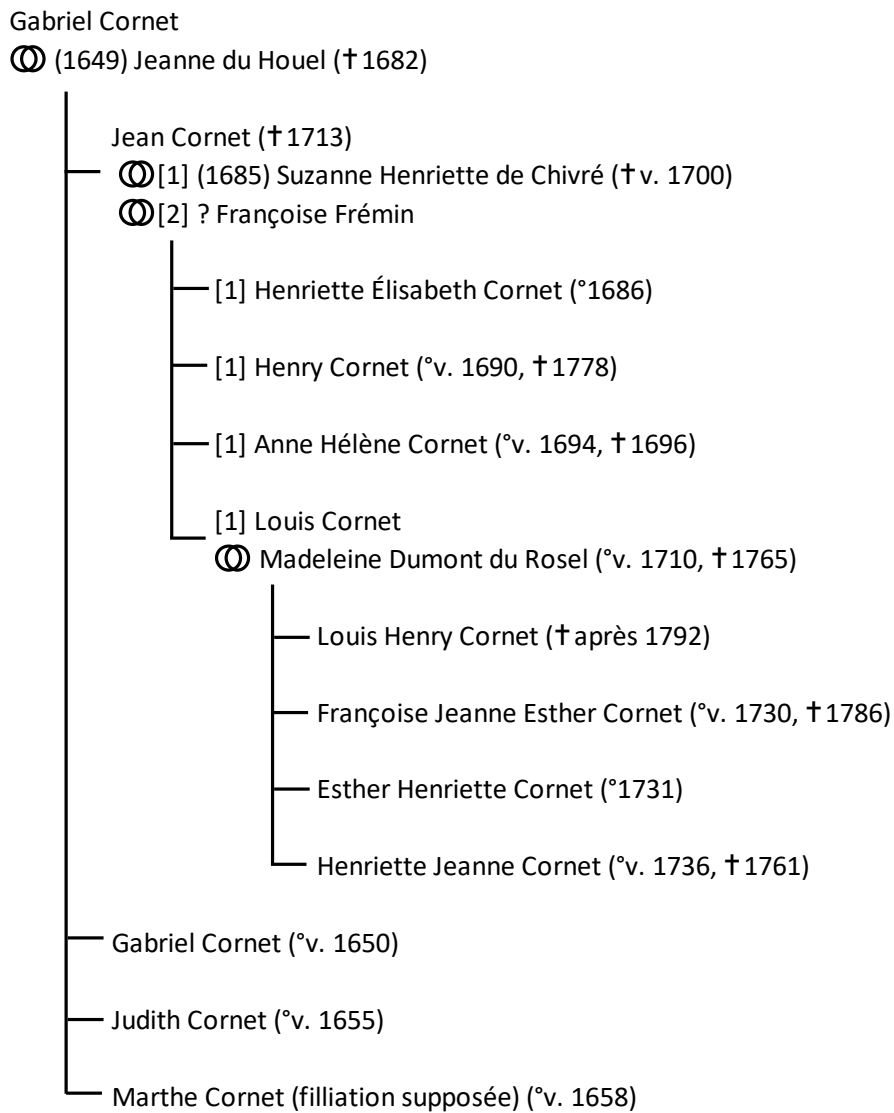 Gabriel Cornet
(1649) Jeanne du Houel (✝1682)
Jean Cornet (✝1713)
[1] (1685) Suzanne Henriette de Chivré (✝v. 1700)
[2] ? Françoise Frémin
[1] Henriette Élisabeth Cornet (°1686)
[1] Henry Cornet (°v. 1690, ✝1778)
[1] Anne Hélène Cornet (°v. 1694, ✝1696)
[1] Louis Cornet
Madeleine Dumont du Rosel (°v. 1710, ✝1765)
Louis Henry Cornet (✝après 1792)
Françoise Jeanne Esther Cornet (°v. 1730, ✝1786)
Esther Henriette Cornet (°1731)
Henriette Jeanne Cornet (°v. 1736, ✝1761)
Gabriel Cornet (°v. 1650)
Judith Cornet (°v. 1655)
Marthe Cornet (filliation supposée) (°v. 1658)